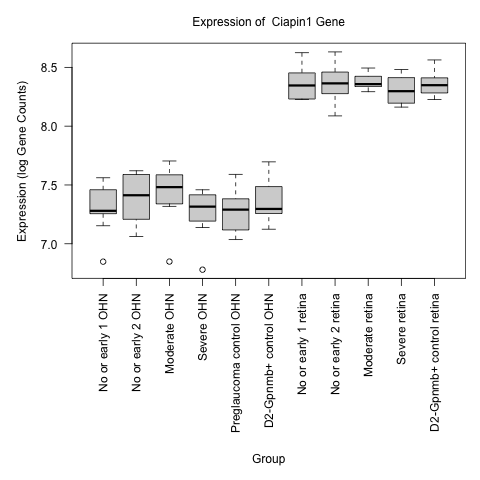 Expression of  Ciapin1 Gene
Expression (log Gene Counts)
8.5
8.0
7.5
7.0
No or early 1 OHN
No or early 2 OHN
Moderate OHN
Severe OHN
Preglaucoma control OHN
D2-Gpnmb+ control OHN
No or early 1 retina
No or early 2 retina
Moderate retina
Severe retina
D2-Gpnmb+ control retina
Group